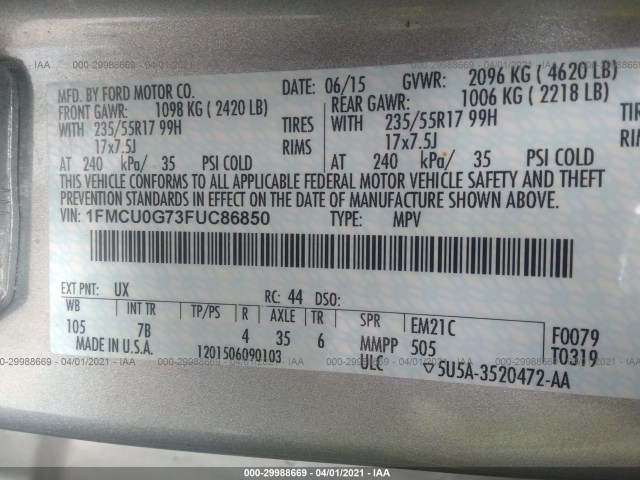 MFD. BY FORD MOTOR CO. DATE: 06/15 GVWR: 2096 KG ( 4620 LB)
FRONT GAWR: 1098 KG ( 2420 LB) REAR GAWR: 1006 KG ( 2218 LB)
WITH 235/55R17 99H TIRES WITH 235/55R17 99H
17x7.5J RIMS 17x7.5J
AT 240 kPa/ 35 PSI COLD AT 240 kPa/ 35 PSI COLD
THIS VEHICLE CONFORMS TO ALL APPLICABLE FEDERAL MOTOR VEHICLE SAFETY AND THEFT
PREVENTION STANDARDS IN EFFECT ON THE DATE OF MANUFACTURE SHOWN ABOVE.
VIN: 1FMCU0G73FUC86850 TYPE: MPV
EXT PNT: UX RC: 44 DSO:
WB INT TR TP/PS R AXLE TR SPR EM21C F0079
105 7B 4 35 6 MMPP 505 T0319
MADE IN U.S.A. 1201506090103 ULC ▽5U5A-3520472-AA
000-29988669 - 04/01/2021 - IAA
000-29988669 - 04/01/2021 - IAA
000-29988669 - 04/01/2021 - IAA
000-29988669 - 04/01/2021 - IAA